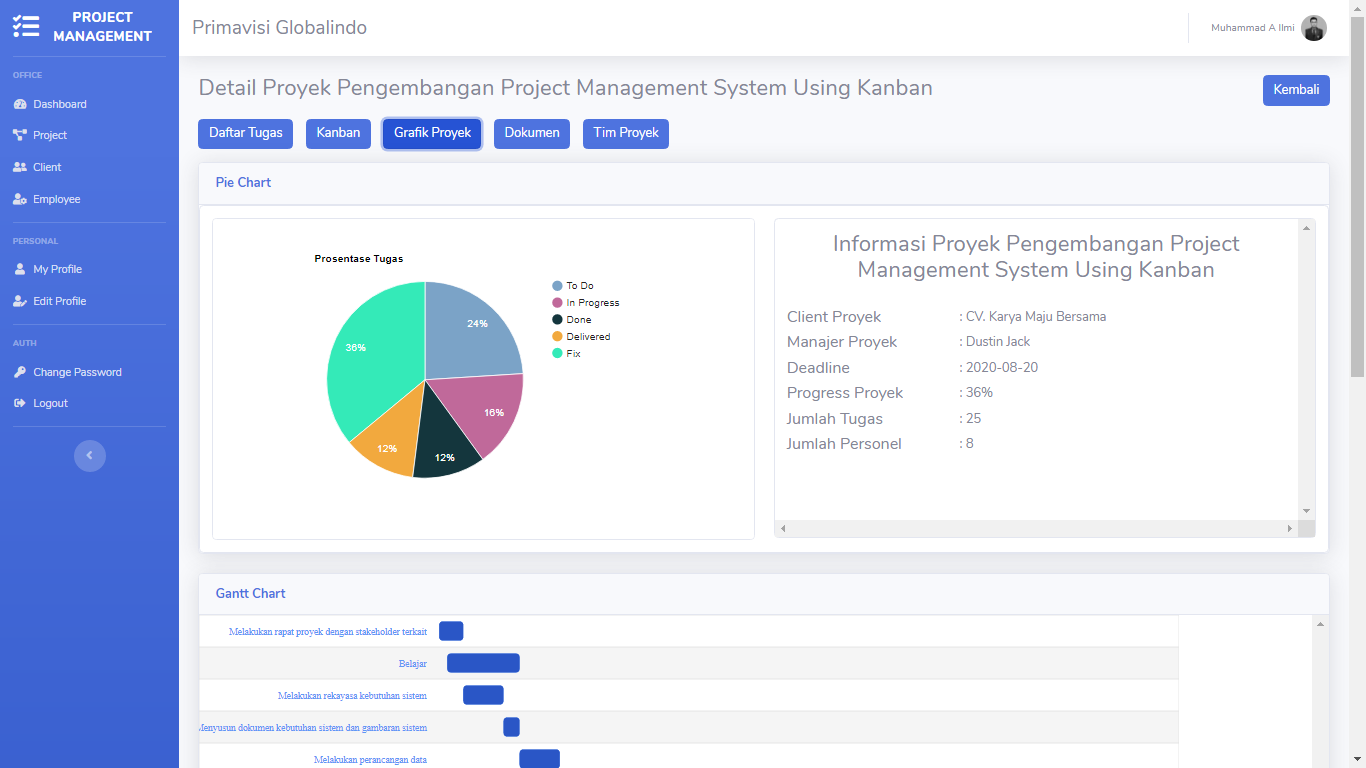 PROJECT
MANAGEMENT
OFFICE
Dashboard
Project
Client
Employee
PERSONAL
My Profile
Edit Profile
AUTH
Change Password
Logout
Primavisi Globalindo
Muhammad A Ilmi
Detail Proyek Pengembangan Project Management System Using Kanban
Kembali
Daftar Tugas
Kanban
Grafik Proyek
Dokumen
Tim Proyek
Pie Chart
Prosentase Tugas
24%
16%
12%
12%
36%
To Do
In Progress
Done
Delivered
Fix
Informasi Proyek Pengembangan Project
Management System Using Kanban
Client Proyek : CV. Karya Maju Bersama
Manajer Proyek : Dustin Jack
Deadline : 2020-08-20
Progress Proyek : 36%
Jumlah Tugas : 25
Jumlah Personel : 8
Gantt Chart
Melakukan rapat proyek dengan stakeholder terkait
Belajar
Melakukan rekayasa kebutuhan sistem
Menyusun dokumen kebutuhan sistem dan gambaran sistem
Melakukan perancangan data